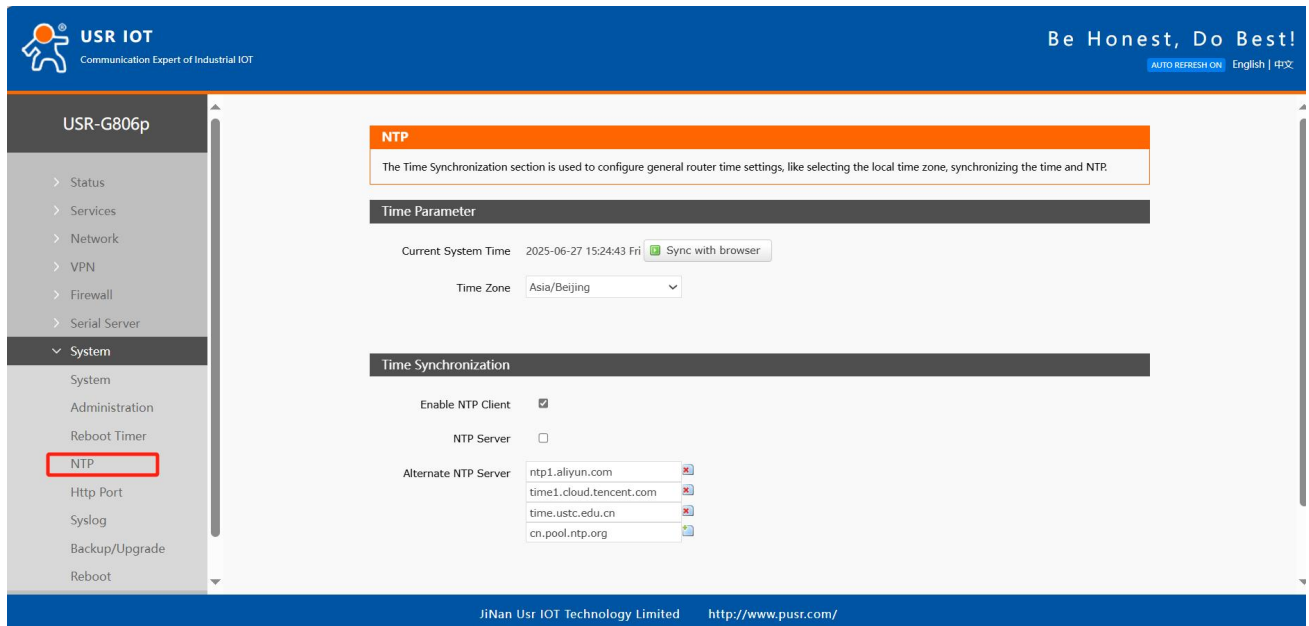 USR IOT
Communication Expert of Industrial IOT
®
Be Honest, Do Best!
AUTO REFRESH ON English | 中文
USR-G806p
Status
Services
Network
VPN
Firewall
Serial Server
System
System
Administration
Reboot Timer
NTP
Http Port
Syslog
Backup/Upgrade
Reboot
NTP
The Time Synchronization section is used to configure general router time settings, like selecting the local time zone, synchronizing the time and NTP.
Time Parameter
Current System Time 2025-06-27 15:24:43 Fri Sync with browser
Time Zone Asia/Beijing
Time Synchronization
Enable NTP Client
NTP Server
Alternate NTP Server ntp1.aliyun.com
time1.cloud.tencent.com
time.ustc.edu.cn
cn.pool.ntp.org
JiNan Usr IOT Technology Limited http://www.pusr.com/